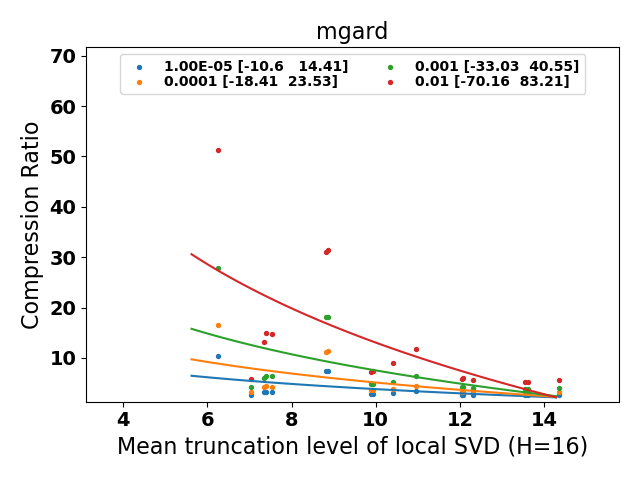 mgard
1.00E-05 [-10.6   14.41]
0.0001 [-18.41  23.53]
0.001 [-33.03  40.55]
0.01 [-70.16  83.21]
Compression Ratio
70
60
50
40
30
20
10
4 6 8 10 12 14
Mean truncation level of local SVD (H=16)